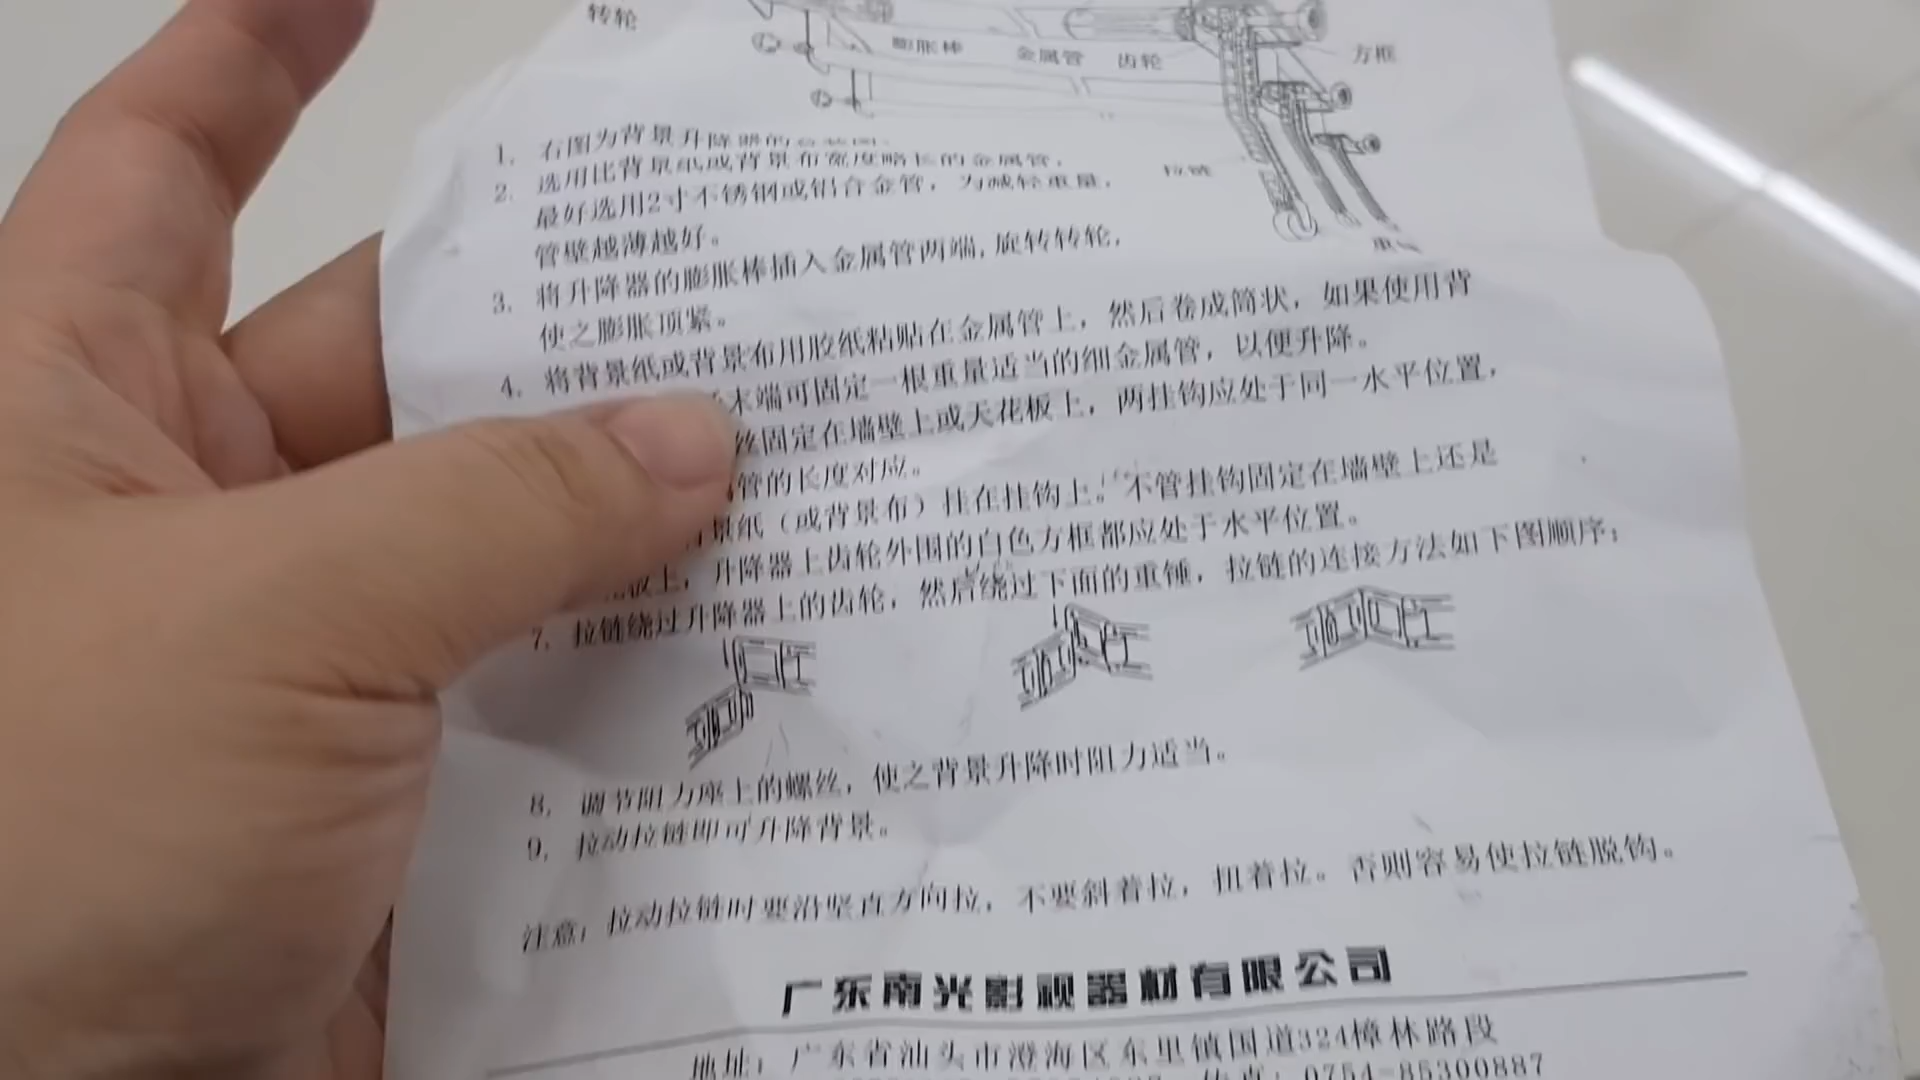 转轮
膨胀棒 金属管 齿轮 方框
1. 右图为背景升降器的
2. 选用比背景纸或背景布宽度略长的金属管，
拉链
最好选用2寸不锈钢或铝合金管，为减轻重量，
管壁越薄越好。
3. 将升降器的膨胀棒插入金属管两端，旋转转轮，
使之膨胀顶紧。
4. 将背景纸或背景布用胶纸粘贴在金属管上，然后卷成筒状，如果使用背
末端可固定一根重量适当的细金属管，以便升降。
丝固定在墙壁上或天花板上，两挂钩应处于同一水平位置，
管的长度对应。
景纸（或背景布）挂在挂钩上。不管挂钩固定在墙壁上还是
板上，升降器上齿轮外围的白色方框都应处于水平位置。
7. 拉链绕过升降器上的齿轮，然后绕过下面的重锤，拉链的连接方法如下图顺序：
8. 调节阻力座上的螺丝，使之背景升降时阻力适当。
9. 拉动拉链即可升降背景。
注意：拉动拉链时要沿竖直方向拉，不要斜着拉，扭着拉。否则容易使拉链脱钩。
广东南光影视器材有限公司
地址：广东省汕头市澄海区东里镇国道324樟林路段
传真：0754-85300887